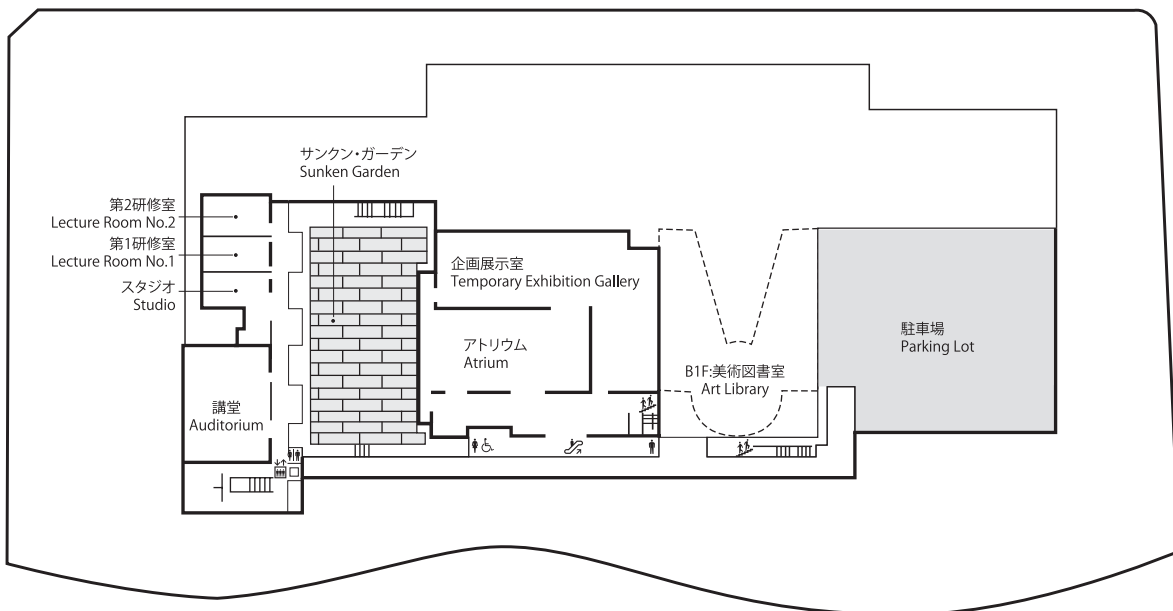 サンクン・ガーデン
Sunken Garden
第2研修室
Lecture Room No.2
第1研修室
Lecture Room No.1
スタジオ
Studio
企画展示室
Temporary Exhibition Gallery
アトリウム
Atrium
駐車場
Parking Lot
B1F:美術図書室
Art Library
講堂
Auditorium